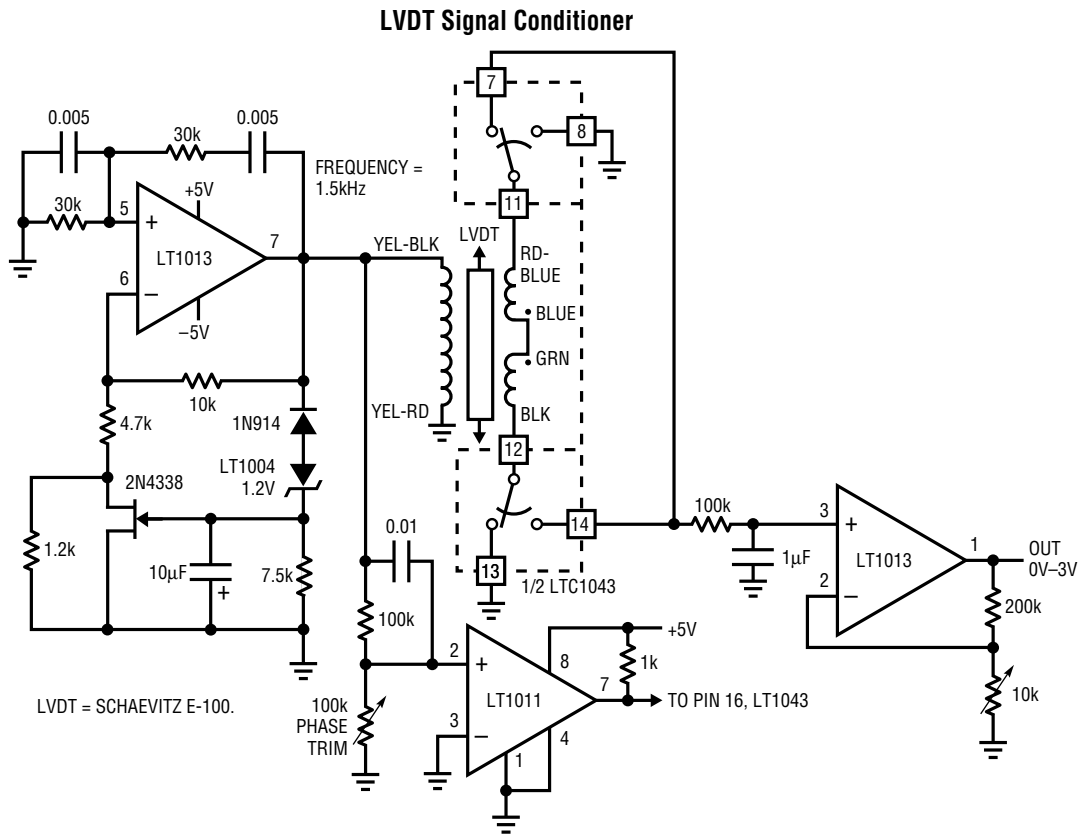 LVDT Signal Conditioner
7
0.005
0.005
30k
8
FREQUENCY =
1.5kHz
+5V
30k
5
+
11
7
YEL-BLK
LVDT
RD-
BLUE
LT1013
6
–
BLUE
–5V
GRN
10k
YEL-RD
BLK
4.7k
1N914
12
LT1004
1.2V
2N4338
100k
3
+
14
1
OUT
0V–3V
0.01
1µF
LT1013
1.2k
10µF
+
7.5k
13
2
–
1/2 LTC1043
200k
100k
+5V
2
+
8
1k
10k
LT1011
7
TO PIN 16, LT1043
LVDT = SCHAEVITZ E-100.
100k
PHASE
TRIM
3
–
4
1